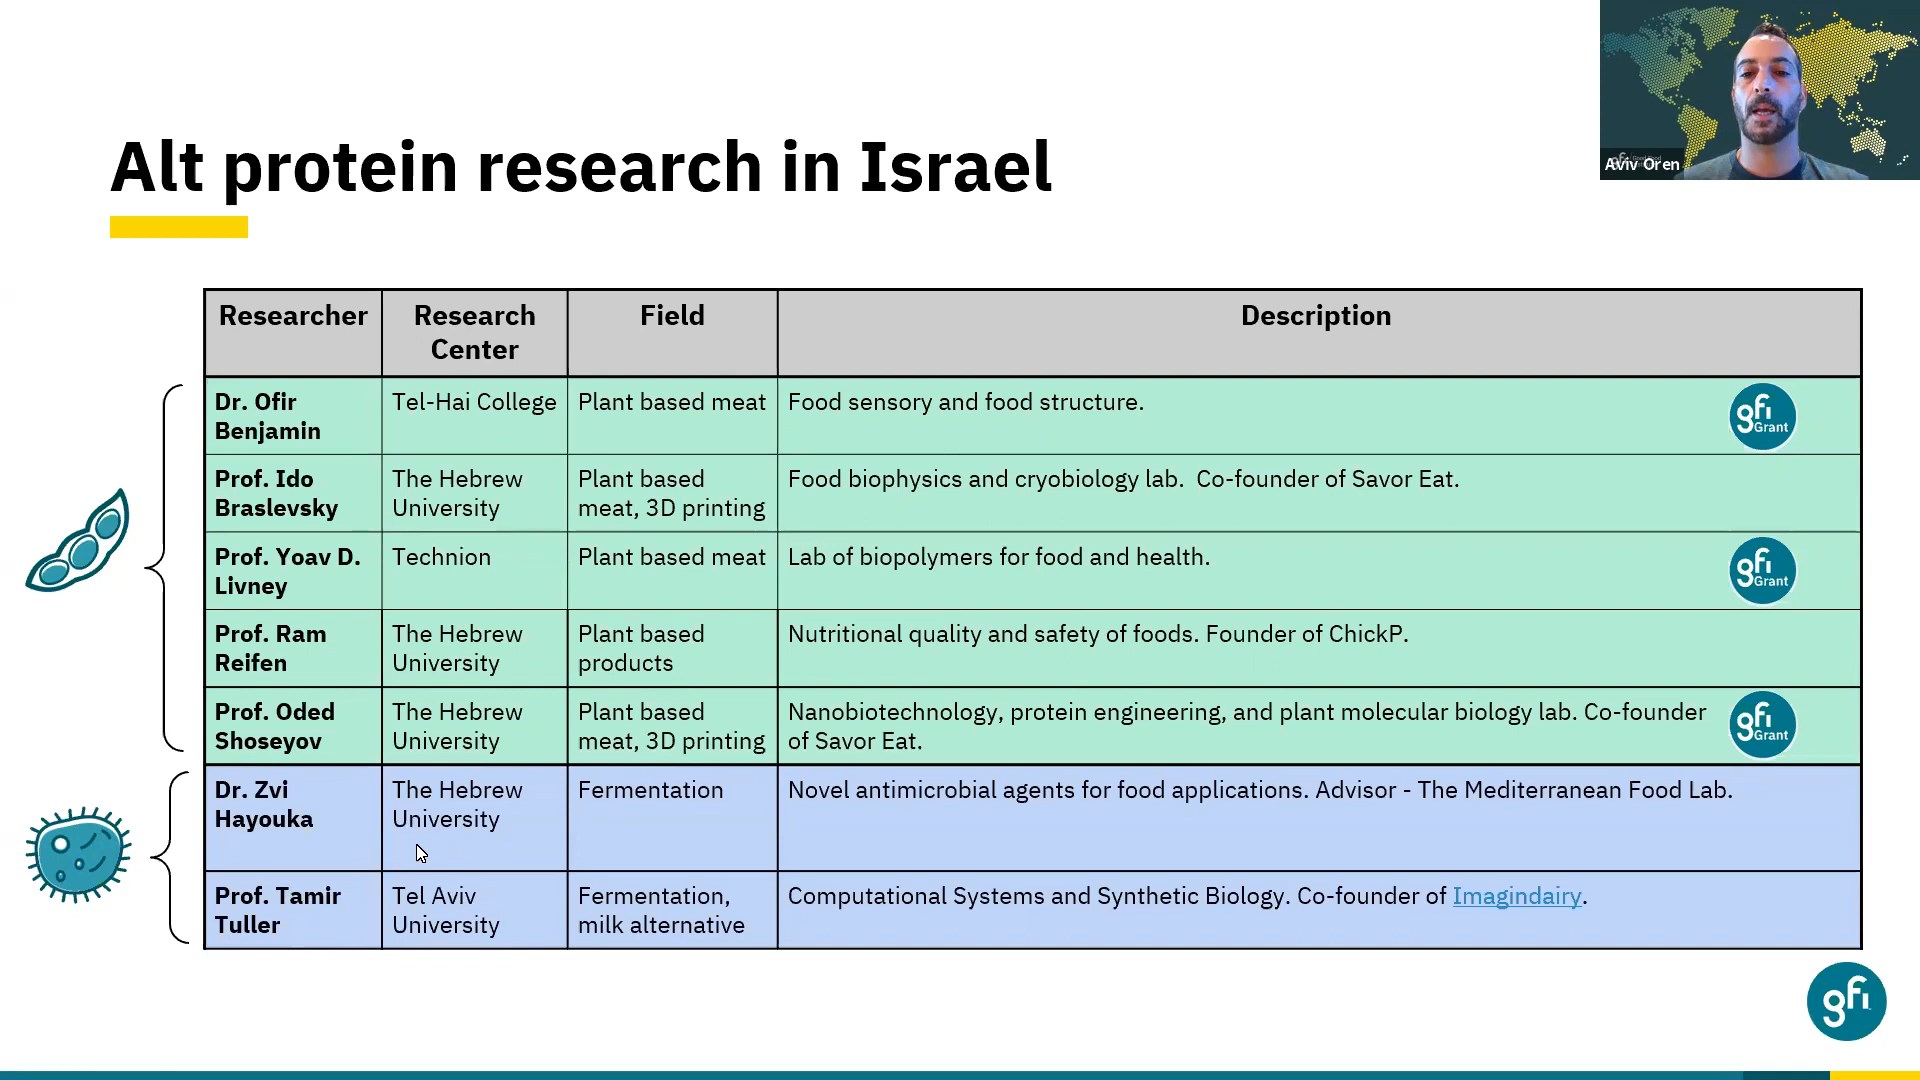 Aviv Oren
Alt protein research in Israel
Researcher
Research
Center
Field
Description
Dr. Ofir
Benjamin
Tel-Hai College
Plant based meat
Food sensory and food structure.
gfi
Grant
Prof. Ido
Braslevsky
The Hebrew
University
Plant based
meat, 3D printing
Food biophysics and cryobiology lab.  Co-founder of Savor Eat.
Prof. Yoav D.
Livney
Technion
Plant based meat
Lab of biopolymers for food and health.
gfi
Grant
Prof. Ram
Reifen
The Hebrew
University
Plant based
products
Nutritional quality and safety of foods. Founder of ChickP.
Prof. Oded
Shoseyov
The Hebrew
University
Plant based
meat, 3D printing
Nanobiotechnology, protein engineering, and plant molecular biology lab. Co-founder
of Savor Eat.
gfi
Grant
Dr. Zvi
Hayouka
The Hebrew
University
Fermentation
Novel antimicrobial agents for food applications. Advisor - The Mediterranean Food Lab.
Prof. Tamir
Tuller
Tel Aviv
University
Fermentation,
milk alternative
Computational Systems and Synthetic Biology. Co-founder of Imagindairy.
gfi